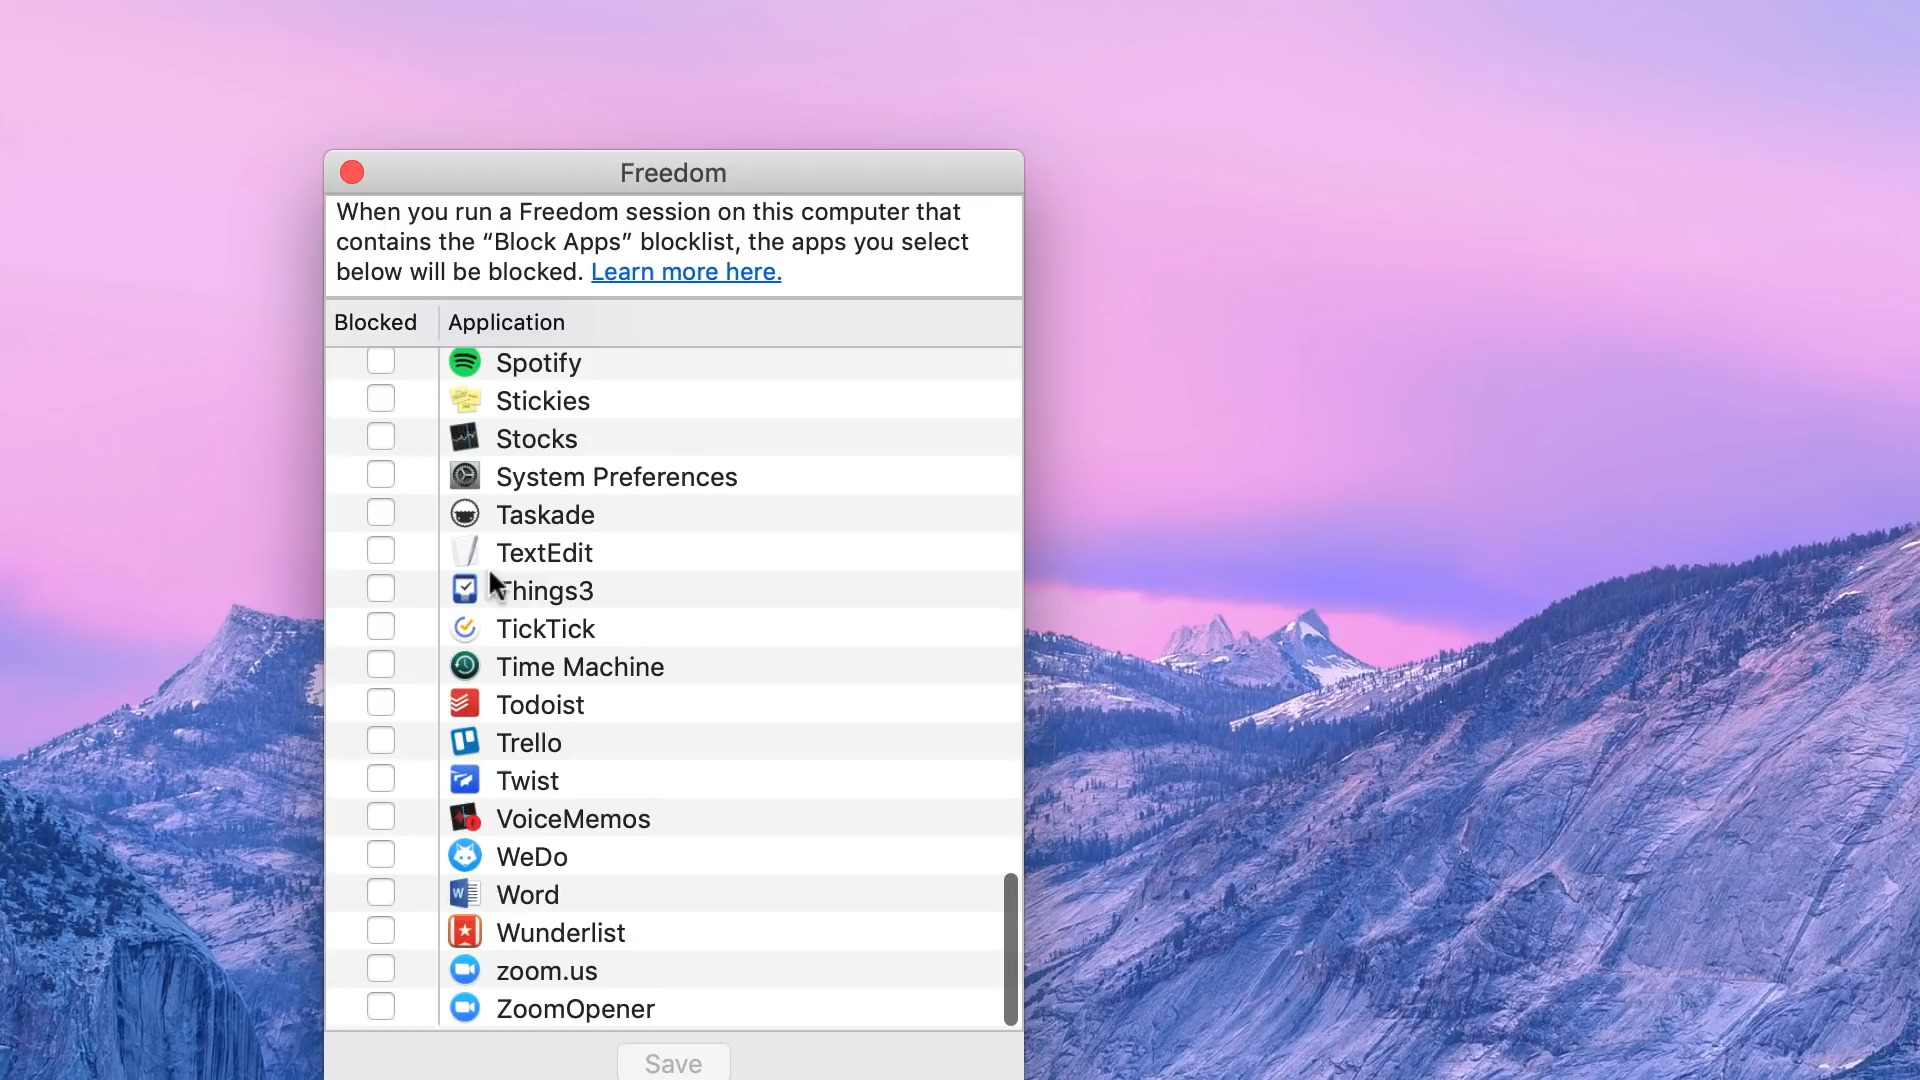 Freedom
When you run a Freedom session on this computer that
contains the “Block Apps” blocklist, the apps you select
below will be blocked. Learn more here.
Blocked Application
Spotify
Stickies
Stocks
System Preferences
Taskade
TextEdit
Things3
TickTick
Time Machine
Todoist
Trello
Twist
VoiceMemos
WeDo
W Word
Wunderlist
zoom.us
ZoomOpener
Save